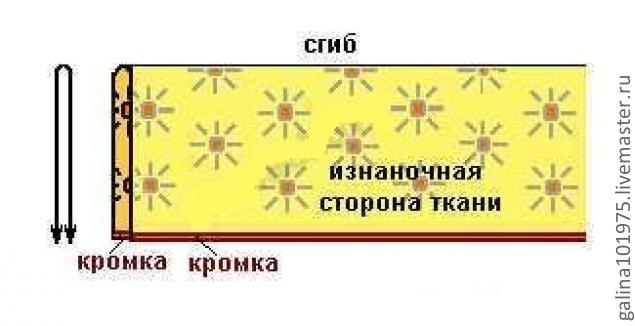 сгиб
изнаночная
сторона ткани
кромка
кромка
galina101975.livemaster.ru